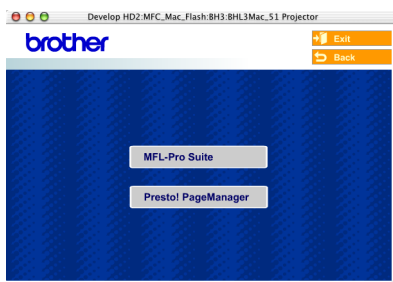 Develop HD2:MFC_Mac_Flash:BH3:BHL3Mac_51 Projector
brother
Exit
Back
MFL-Pro Suite
Presto! PageManager